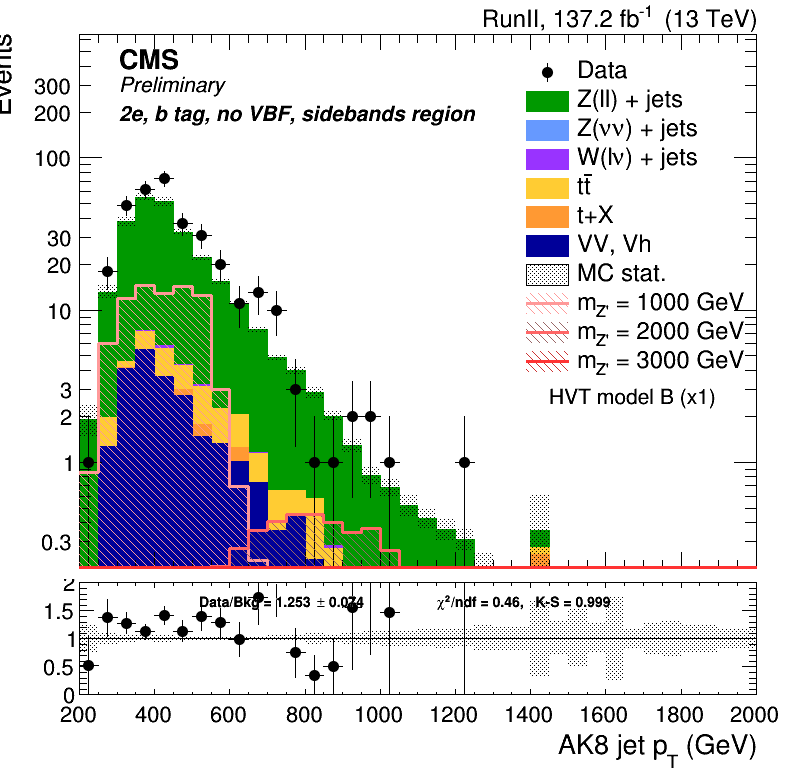 RunII, 137.2 fb-1 (13 TeV)
Events
CMS
Preliminary
2e, b tag, no VBF, sidebands region
Data
Z(ll) + jets
Z(νν) + jets
W(lν) + jets
tt̄
t+X
VV, Vh
MC stat.
mZ' = 1000 GeV
mZ' = 2000 GeV
mZ' = 3000 GeV
HVT model B (x1)
300
200
100
30
20
10
3
2
1
0.3
2
1.5
1
0.5
0
Data/Bkg = 1.253 ± 0.074
χ²/ndf = 0.46, K-S = 0.999
200 400 600 800 1000 1200 1400 1600 1800 2000
AK8 jet pT (GeV)